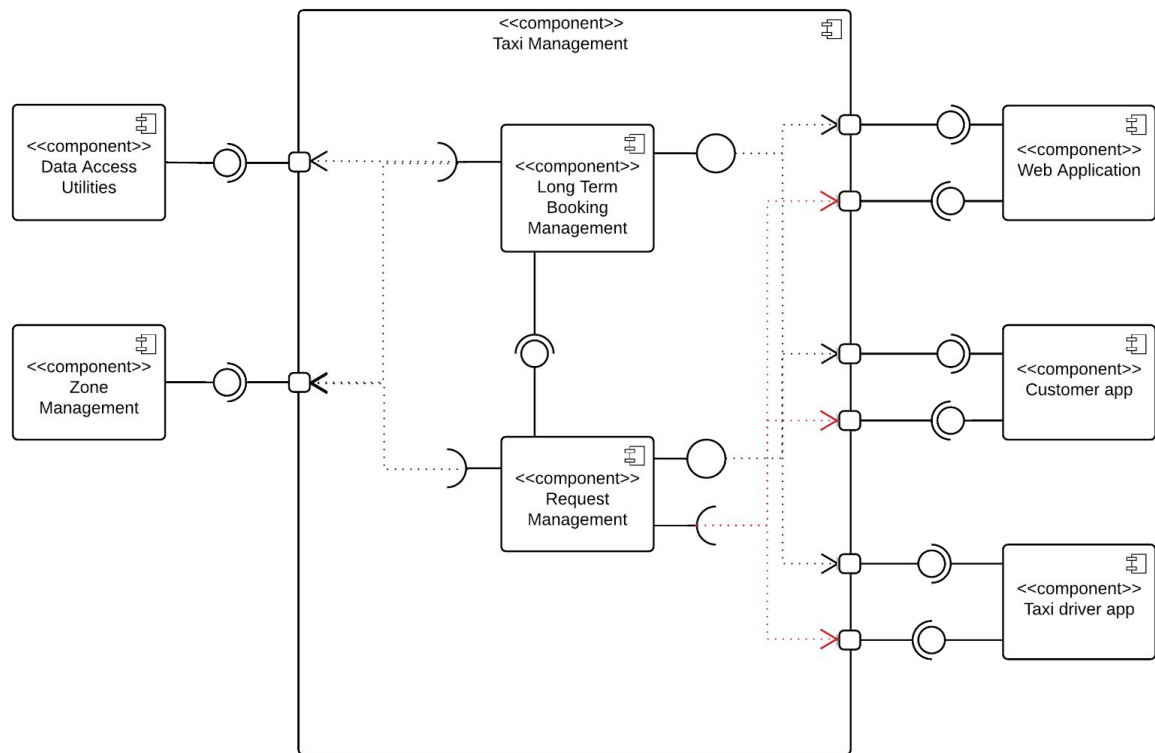 <<component>>
Taxi Management
<<component>>
Data Access
Utilities
<<component>>
Long Term
Booking
Management
<<component>>
Web Application
<<component>>
Zone
Management
<<component>>
Customer app
<<component>>
Request
Management
<<component>>
Taxi driver app